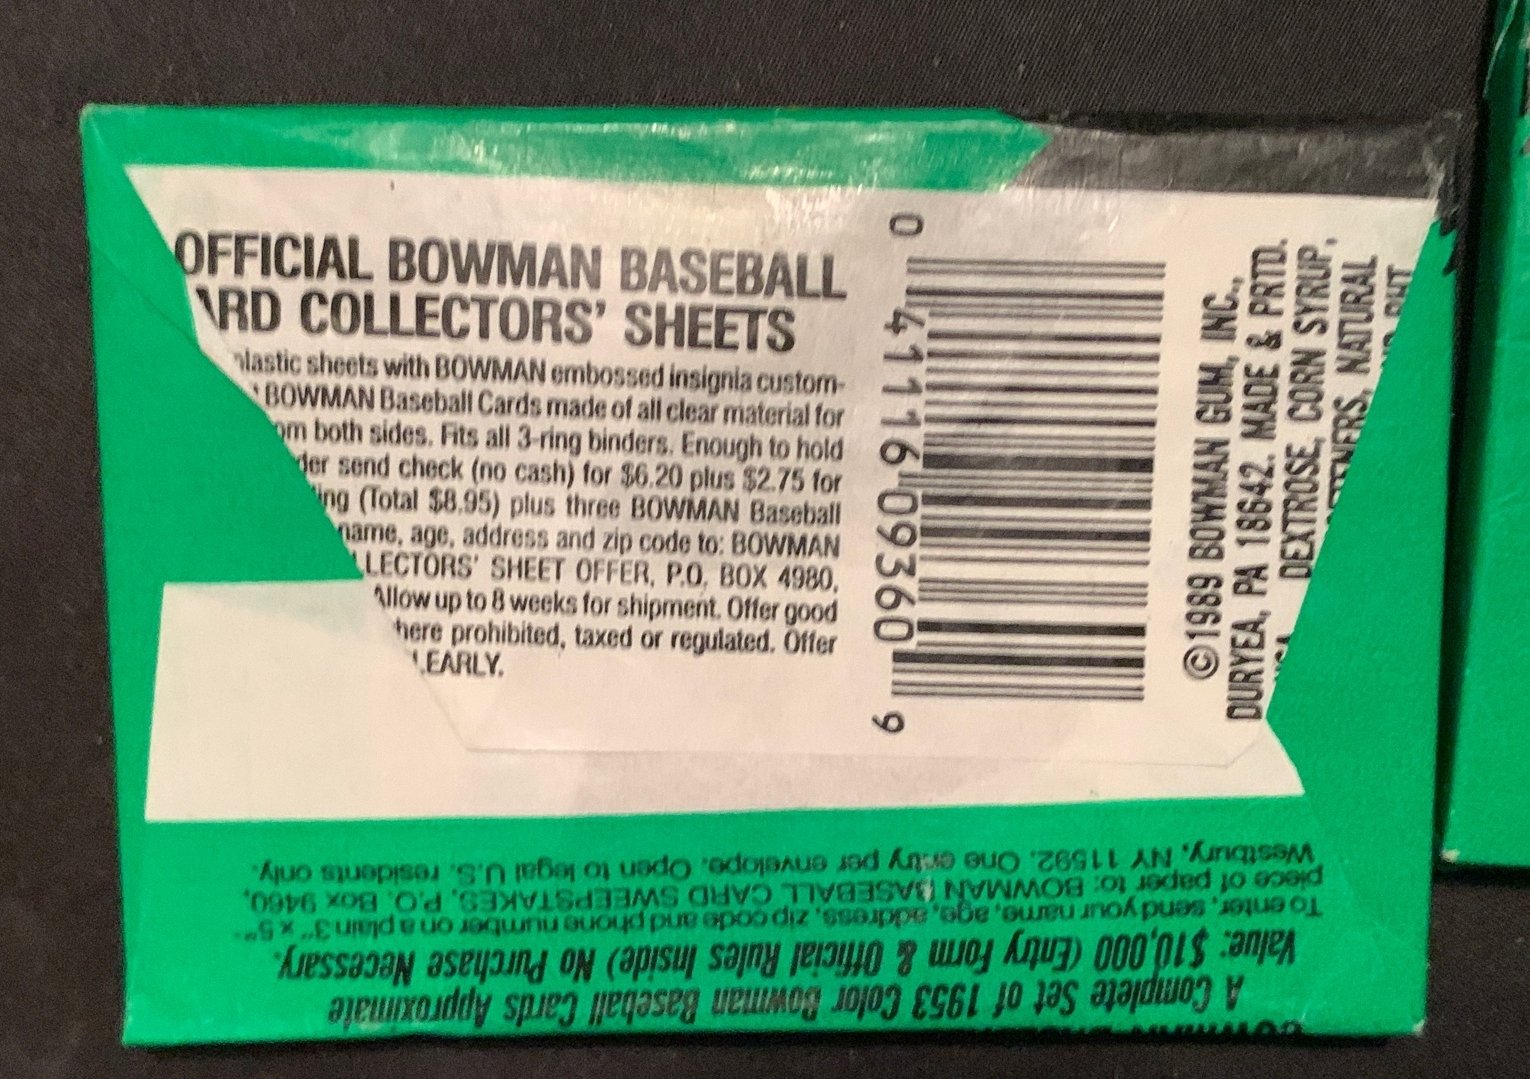 OFFICIAL BOWMAN BASEBALL
ARD COLLECTORS' SHEETS
plastic sheets with BOWMAN embossed insignia custom-
BOWMAN Baseball Cards made of all clear material for
om both sides. Fits all 3-ring binders. Enough to hold
der send check (no cash) for $6.20 plus $2.75 for
ing (Total $8.95) plus three BOWMAN Baseball
name, age, address and zip code to: BOWMAN
LLECTORS' SHEET OFFER, P.O. BOX 4980,
Allow up to 8 weeks for shipment. Offer good
here prohibited, taxed or regulated. Offer
EARLY.
0 41116 09360 9
©1989 BOWMAN GUM, INC.,
DURYEA, PA 18642. MADE & PRTD.
DEXTROSE, CORN SYRUP,
NATURAL
BHT
A Complete Set of 1953 Color Bowman Baseball Cards Approximate
Value: $10,000 (Entry Form & Official Rules Inside) No Purchase Necessary.
To enter, send your name, age, address, zip code and phone number on a plain 3" x 5"
piece of paper to: BOWMAN BASEBALL CARD SWEEPSTAKES, P.O. Box 9460,
Westbury, NY 11592. One entry per envelope. Open to legal U.S. residents only.